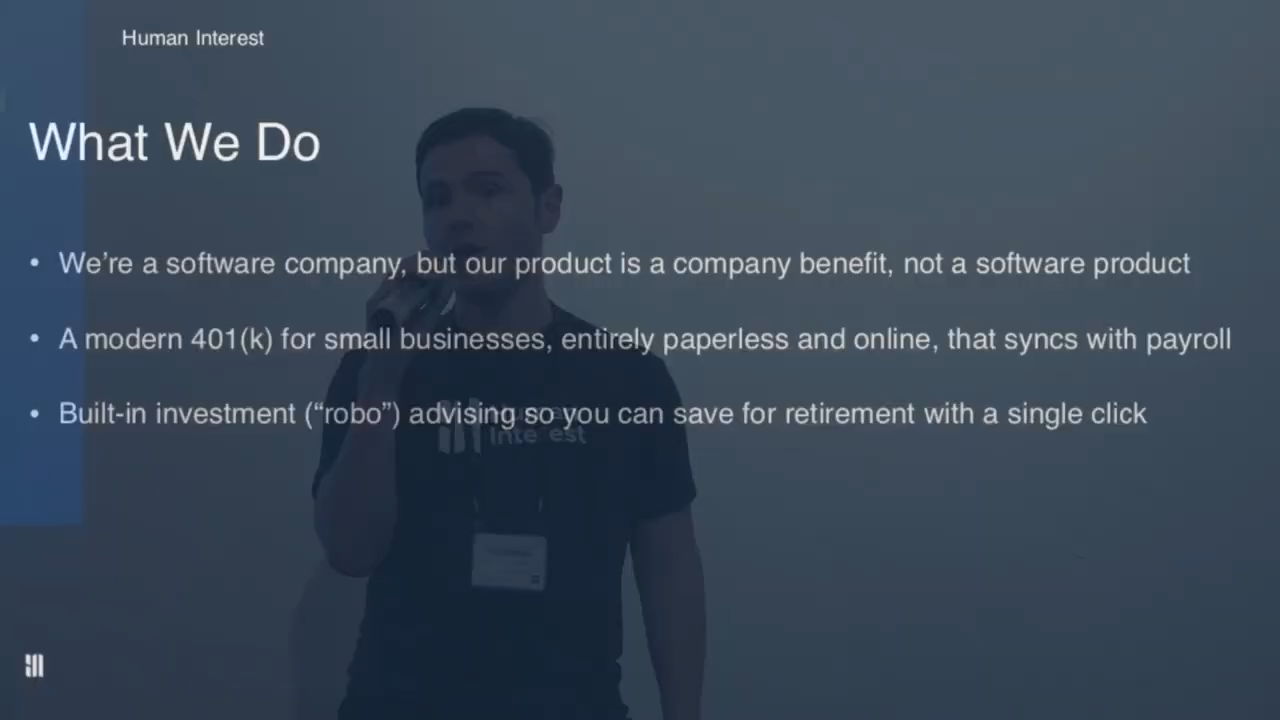 Human Interest
What We Do
• We’re a software company, but our product is a company benefit, not a software product
• A modern 401(k) for small businesses, entirely paperless and online, that syncs with payroll
• Built-in investment (“robo”) advising so you can save for retirement with a single click
Human
Interest